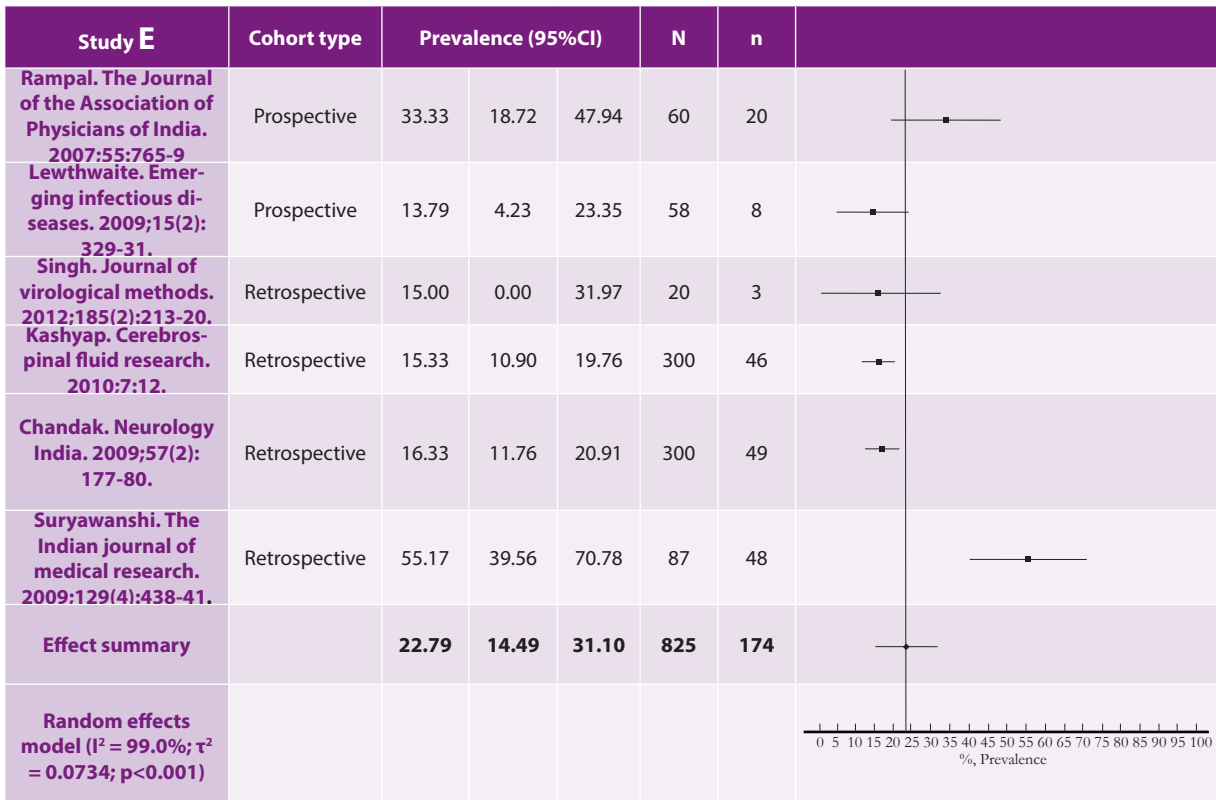 Study E Cohort type Prevalence (95%CI) N n
Rampal. The Journal
of the Association of
Physicians of India.
2007;55:765-9
Prospective 33.33 18.72 47.94 60 20
Lewthwaite. Emer-
ging infectious di-
seases. 2009;15(2):
329-31.
Prospective 13.79 4.23 23.35 58 8
Singh. Journal of
virological methods.
2012;185(2):213-20.
Retrospective 15.00 0.00 31.97 20 3
Kashyap. Cerebros-
pinal fluid research.
2010;7:12.
Retrospective 15.33 10.90 19.76 300 46
Chandak. Neurology
India. 2009;57(2):
177-80.
Retrospective 16.33 11.76 20.91 300 49
Suryawanshi. The
Indian journal of
medical research.
2009;129(4):438-41.
Retrospective 55.17 39.56 70.78 87 48
Effect summary 22.79 14.49 31.10 825 174
Random effects
model (I² = 99.0%; τ²
= 0.0734; p<0.001)
0 5 10 15 20 25 30 35 40 45 50 55 60 65 70 75 80 85 90 95 100
%, Prevalence